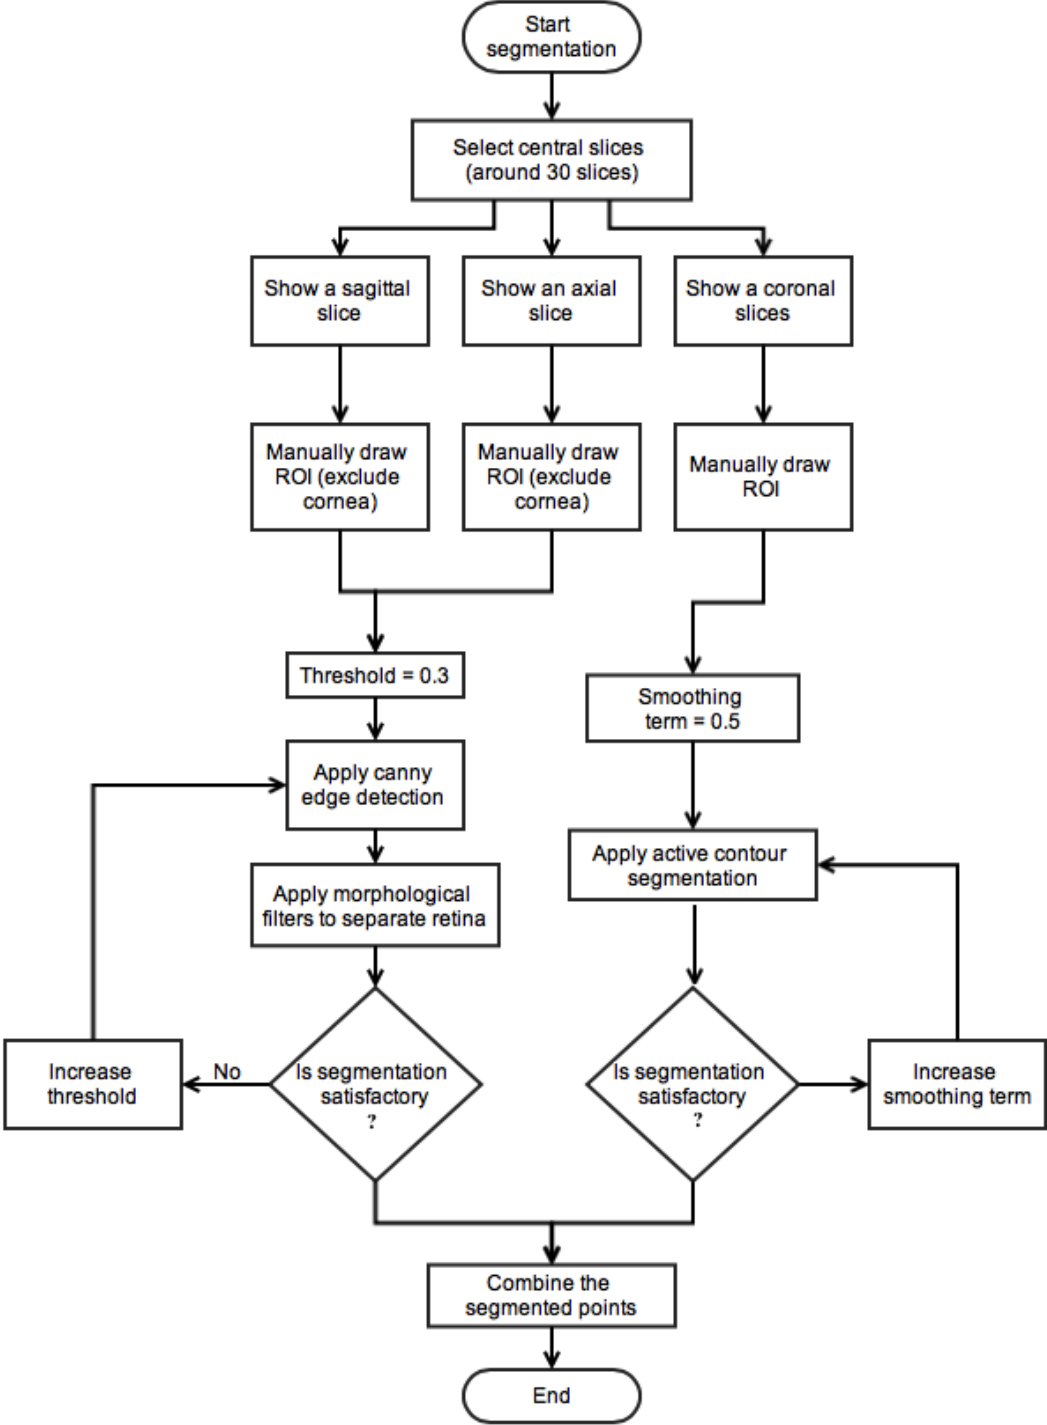 Start
segmentation
Select central slices
(around 30 slices)
Show a sagittal
slice
Show an axial
slice
Show a coronal
slices
Manually draw
ROI (exclude
cornea)
Manually draw
ROI (exclude
cornea)
Manually draw
ROI
Threshold = 0.3
Smoothing
term = 0.5
Apply canny
edge detection
Apply active contour
segmentation
Apply morphological
filters to separate retina
Increase
threshold
No
Is segmentation
satisfactory
?
Is segmentation
satisfactory
?
Increase
smoothing term
Combine the
segmented points
End